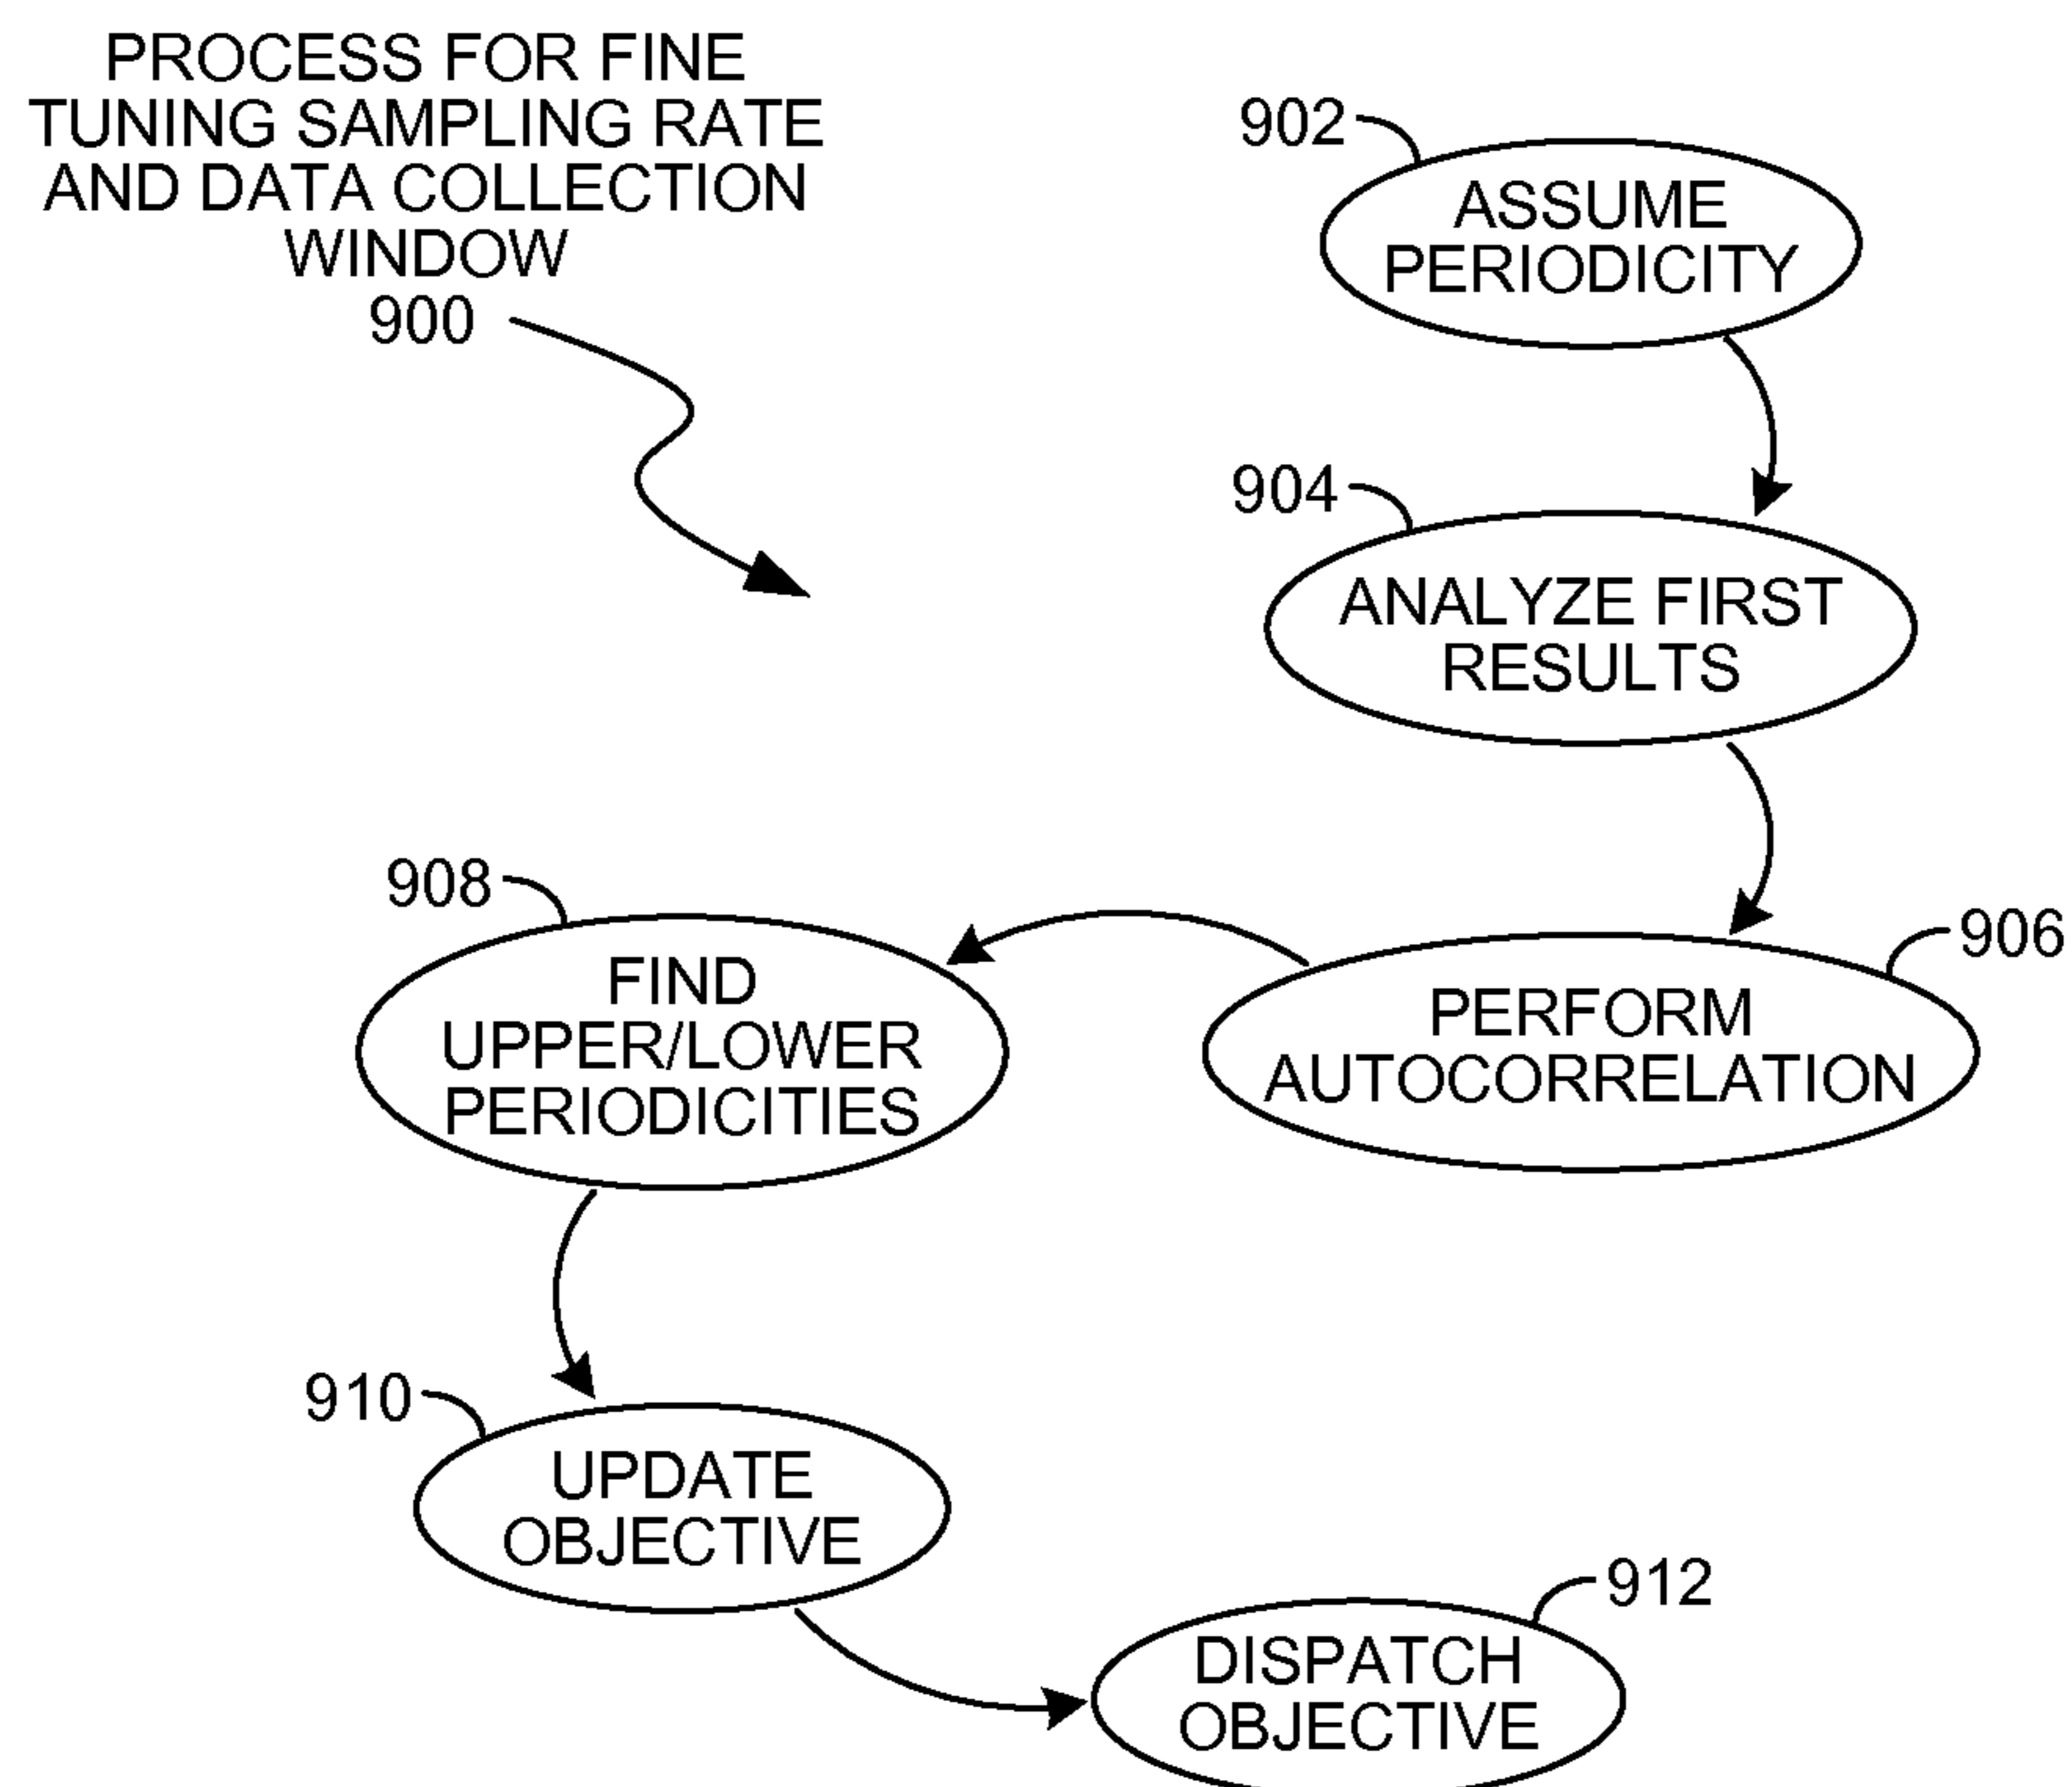 PROCESS FOR FINE
TUNING SAMPLING RATE
AND DATA COLLECTION
WINDOW
900
902
ASSUME
PERIODICITY
904
ANALYZE FIRST
RESULTS
906
PERFORM
AUTOCORRELATION
908
FIND
UPPER/LOWER
PERIODICITIES
910
UPDATE
OBJECTIVE
912
DISPATCH
OBJECTIVE